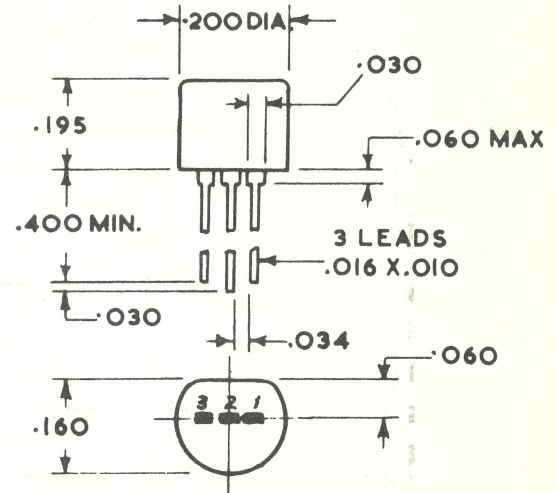 .200 DIA.
.030
.195
.060 MAX
.400 MIN.
3 LEADS
.016 X .010
.030
.034
.060
3 2 1
.160